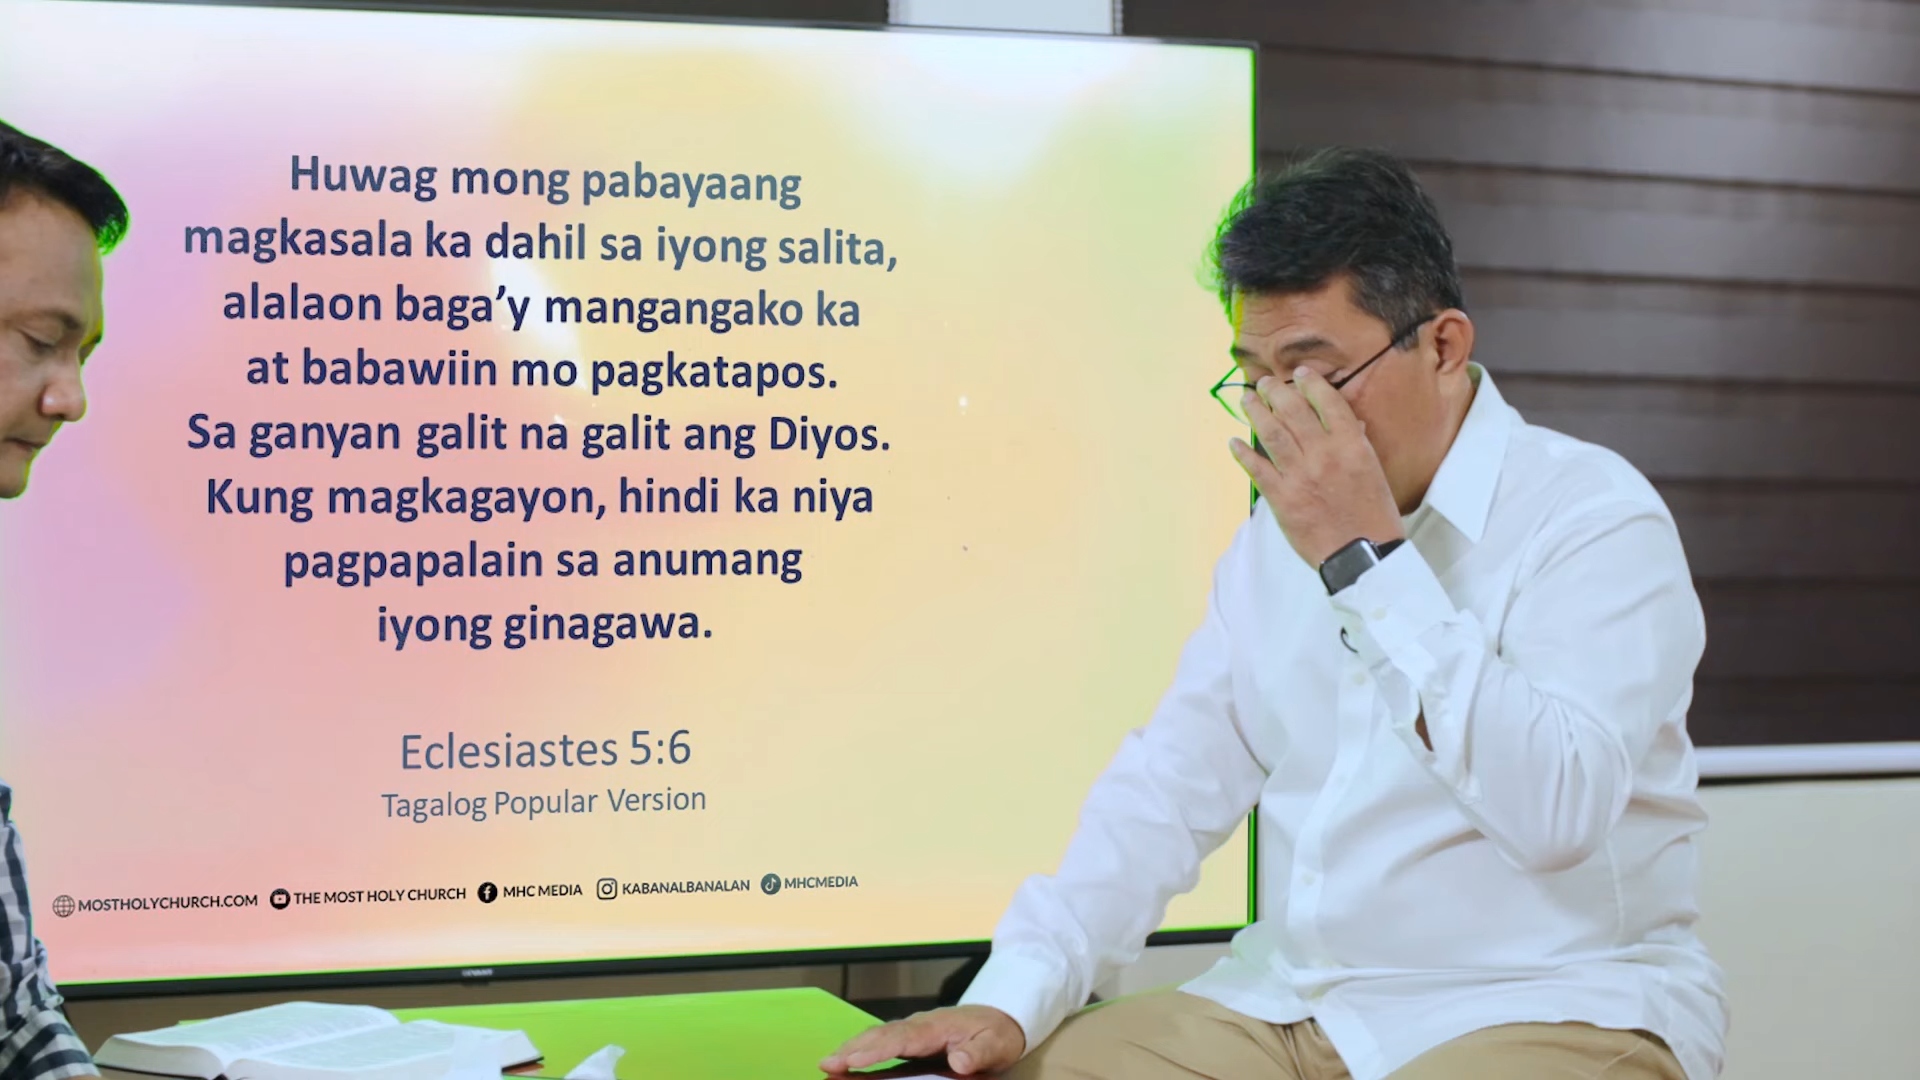 Huwag mong pabayaang
magkasala ka dahil sa iyong salita,
alalaon baga’y mangangako ka
at babawiin mo pagkatapos.
Sa ganyan galit na galit ang Diyos.
Kung magkagayon, hindi ka niya
pagpapalain sa anumang
iyong ginagawa.
Eclesiastes 5:6
Tagalog Popular Version
MOSTHOLYCHURCH.COM THE MOST HOLY CHURCH MHC MEDIA KABANALBANALAN MHCMEDIA